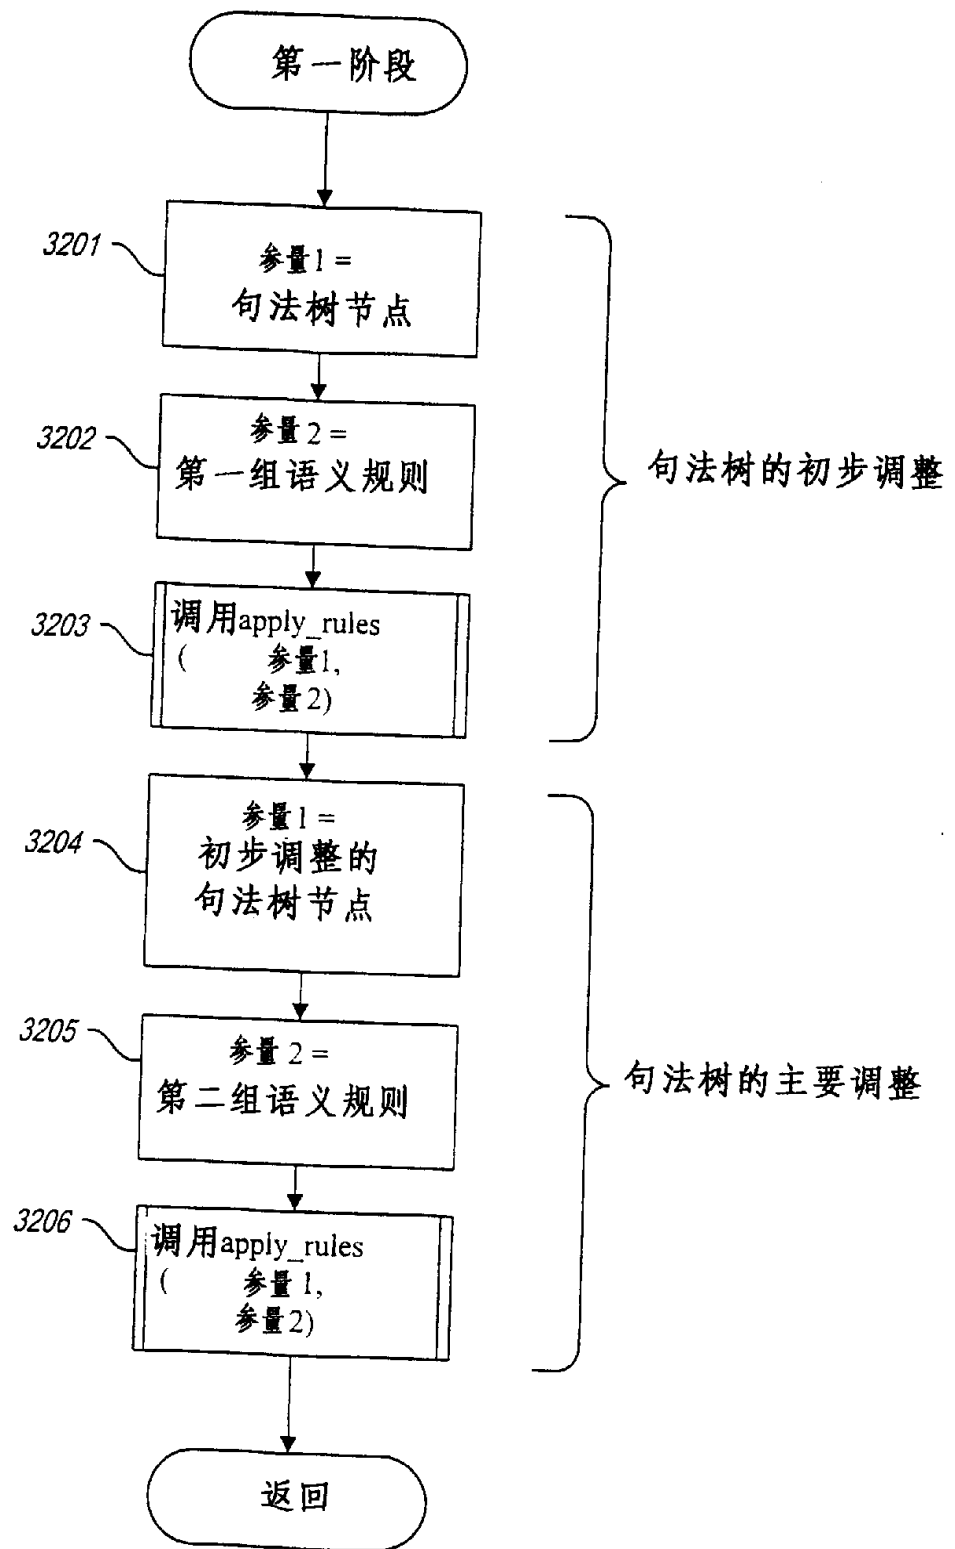 第一阶段
3201
参量1 =
句法树节点
3202
参量2 =
第一组语义规则
句法树的初步调整
3203
调用apply_rules
( 参量1,
参量2)
3204
参量1 =
初步调整的
句法树节点
3205
参量2 =
第二组语义规则
句法树的主要调整
3206
调用apply_rules
( 参量1,
参量2)
返回